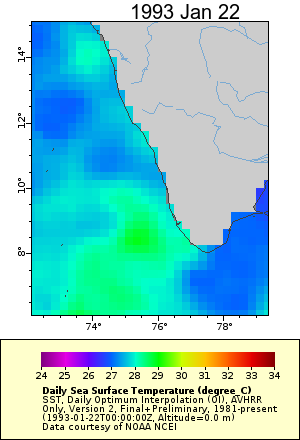 1993 Jan 22
14°
12°
10°
8°
74° 76° 78°
24 25 26 27 28 29 30 31 32 33 34
Daily Sea Surface Temperature (degree_C)
SST, Daily Optimum Interpolation (OI), AVHRR
Only, Version 2, Final+Preliminary, 1981-present
(1993-01-22T00:00:00Z, Altitude=0.0 m)
Data courtesy of NOAA NCEI